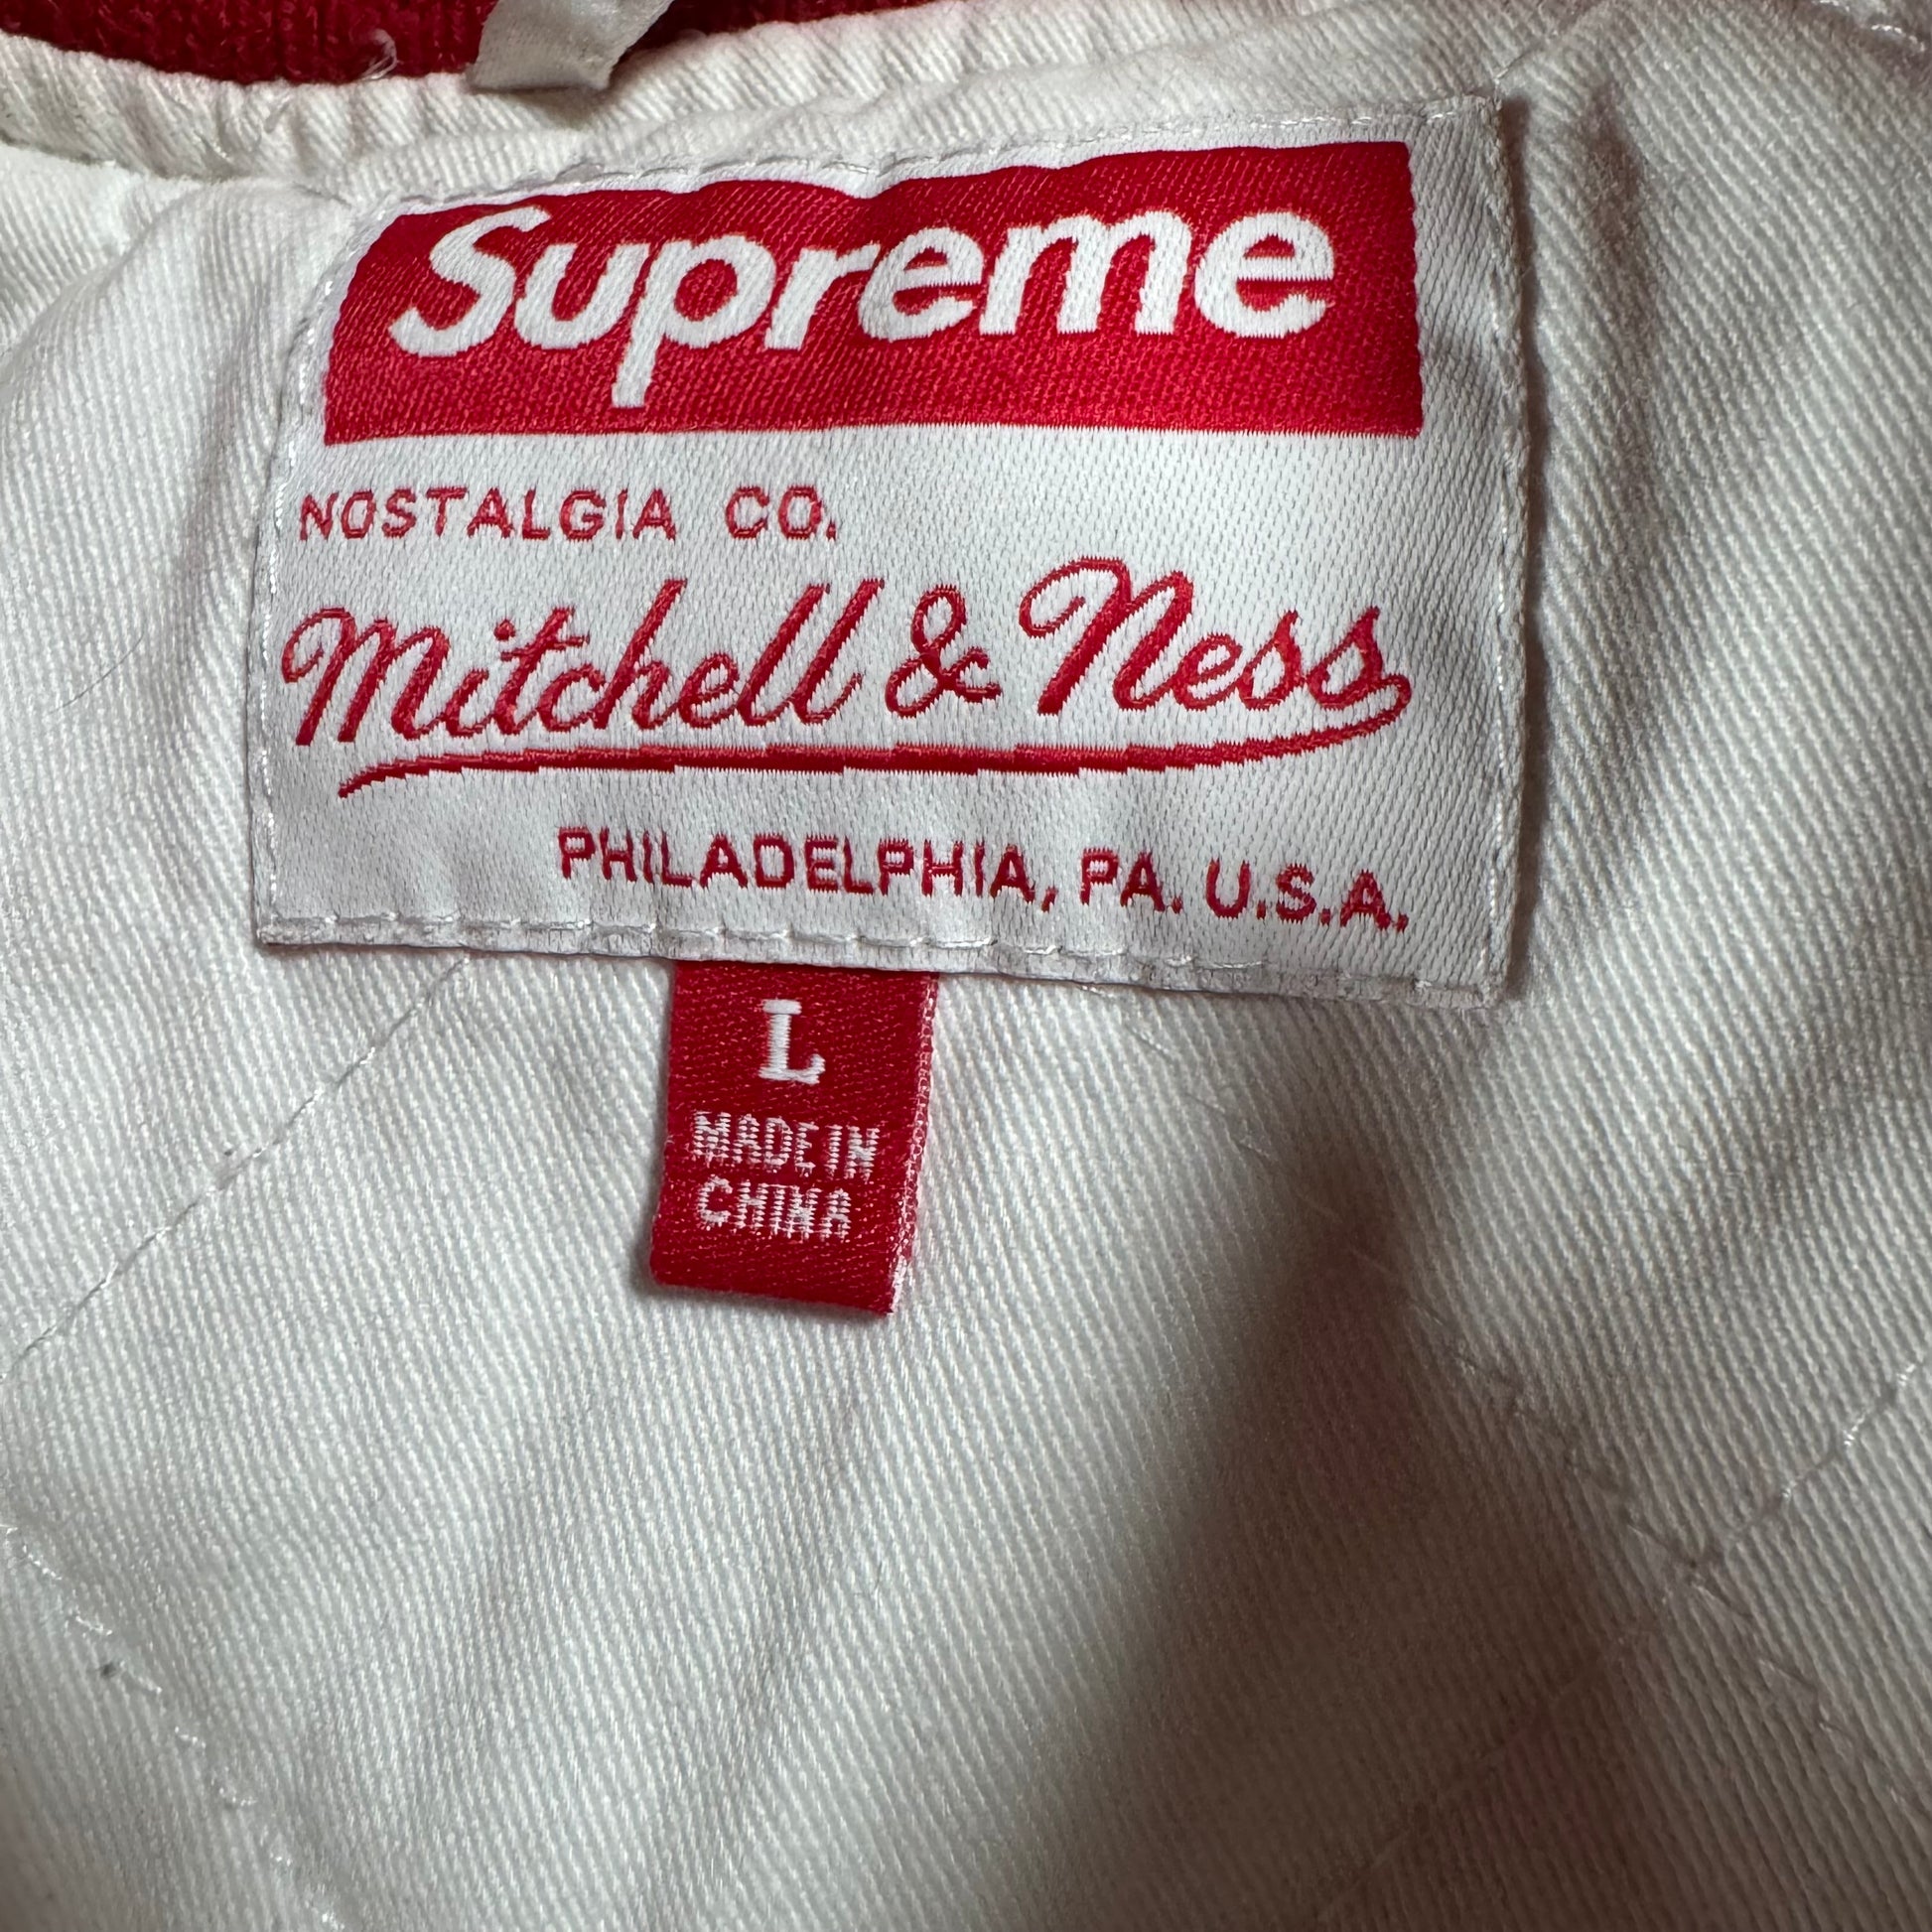 Supreme
NOSTALGIA CO.
Mitchell & Ness
PHILADELPHIA, PA. U.S.A.
L
MADE IN
CHINA